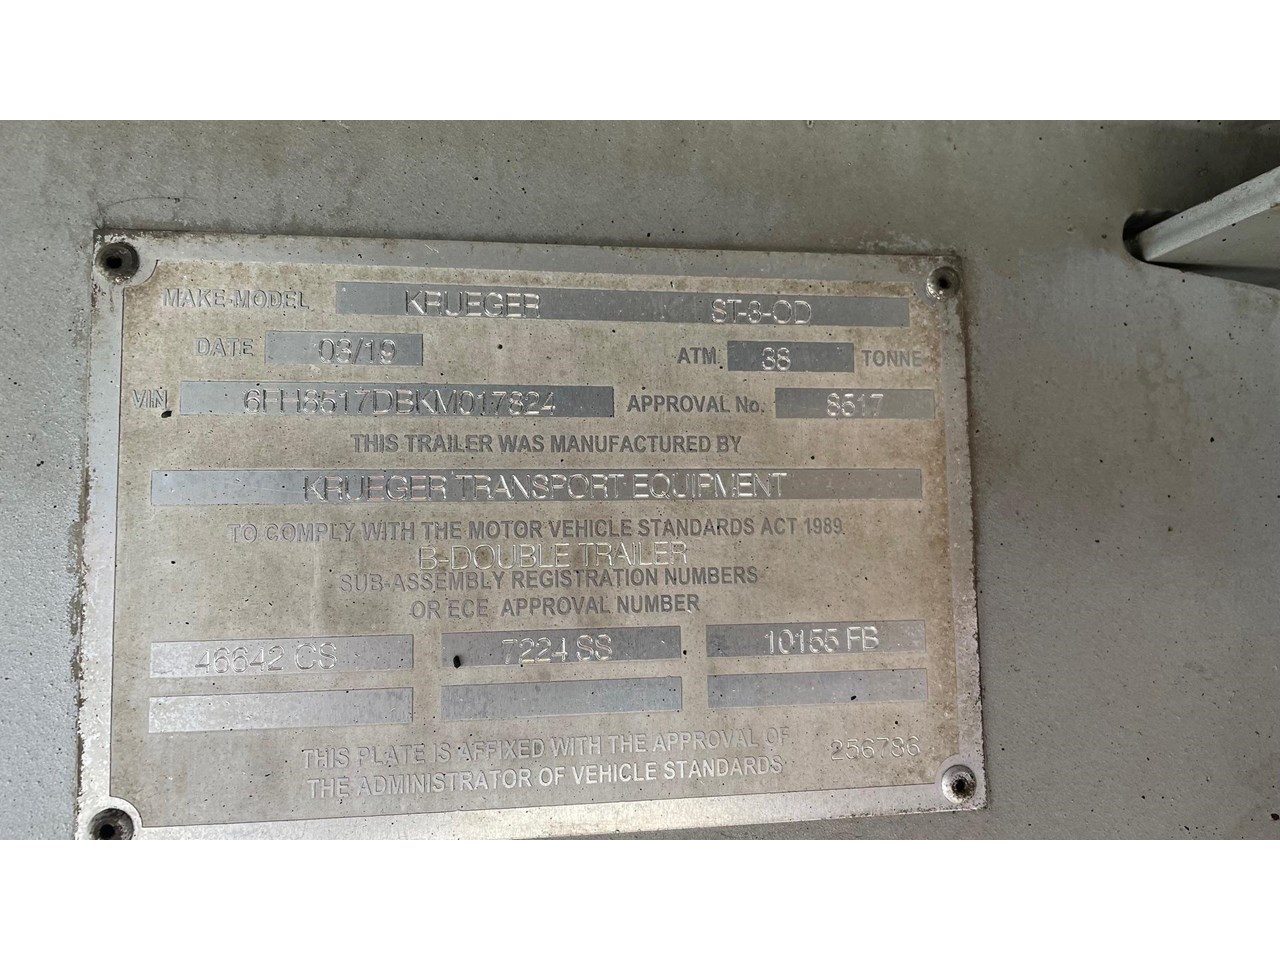 MAKE-MODEL KRUEGER ST-3-OD
DATE 03/19 ATM 38 TONNE
VIN 6FH8517DBKM017824 APPROVAL No. 8517
THIS TRAILER WAS MANUFACTURED BY
KRUEGER TRANSPORT EQUIPMENT
TO COMPLY WITH THE MOTOR VEHICLE STANDARDS ACT 1989.
B-DOUBLE TRAILER
SUB-ASSEMBLY REGISTRATION NUMBERS
OR ECE APPROVAL NUMBER
46642 CS 7224 SS 10155 FB
THIS PLATE IS AFFIXED WITH THE APPROVAL OF 256786
THE ADMINISTRATOR OF VEHICLE STANDARDS